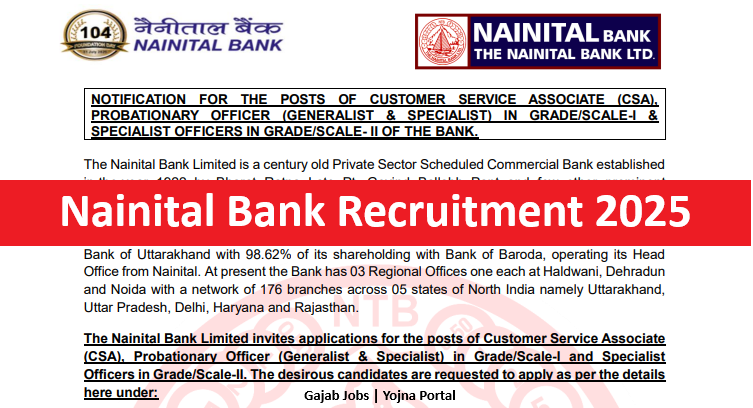 104
FOUNDATION DAY
नैनीताल बैंक
NAINITAL BANK
NAINITAL BANK
THE NAINITAL BANK LTD.
NOTIFICATION FOR THE POSTS OF CUSTOMER SERVICE ASSOCIATE (CSA),
PROBATIONARY OFFICER (GENERALIST & SPECIALIST) IN GRADE/SCALE-I &
SPECIALIST OFFICERS IN GRADE/SCALE- II OF THE BANK.
The Nainital Bank Limited is a century old Private Sector Scheduled Commercial Bank established
Nainital Bank Recruitment 2025
Bank of Uttarakhand with 98.62% of its shareholding with Bank of Baroda, operating its Head
Office from Nainital. At present the Bank has 03 Regional Offices one each at Haldwani, Dehradun
and Noida with a network of 176 branches across 05 states of North India namely Uttarakhand,
Uttar Pradesh, Delhi, Haryana and Rajasthan.
NTB
The Nainital Bank Limited invites applications for the posts of Customer Service Associate
(CSA), Probationary Officer (Generalist & Specialist) in Grade/Scale-I and Specialist
Officers in Grade/Scale-II. The desirous candidates are requested to apply as per the details
here under:
Gajab Jobs | Yojna Portal